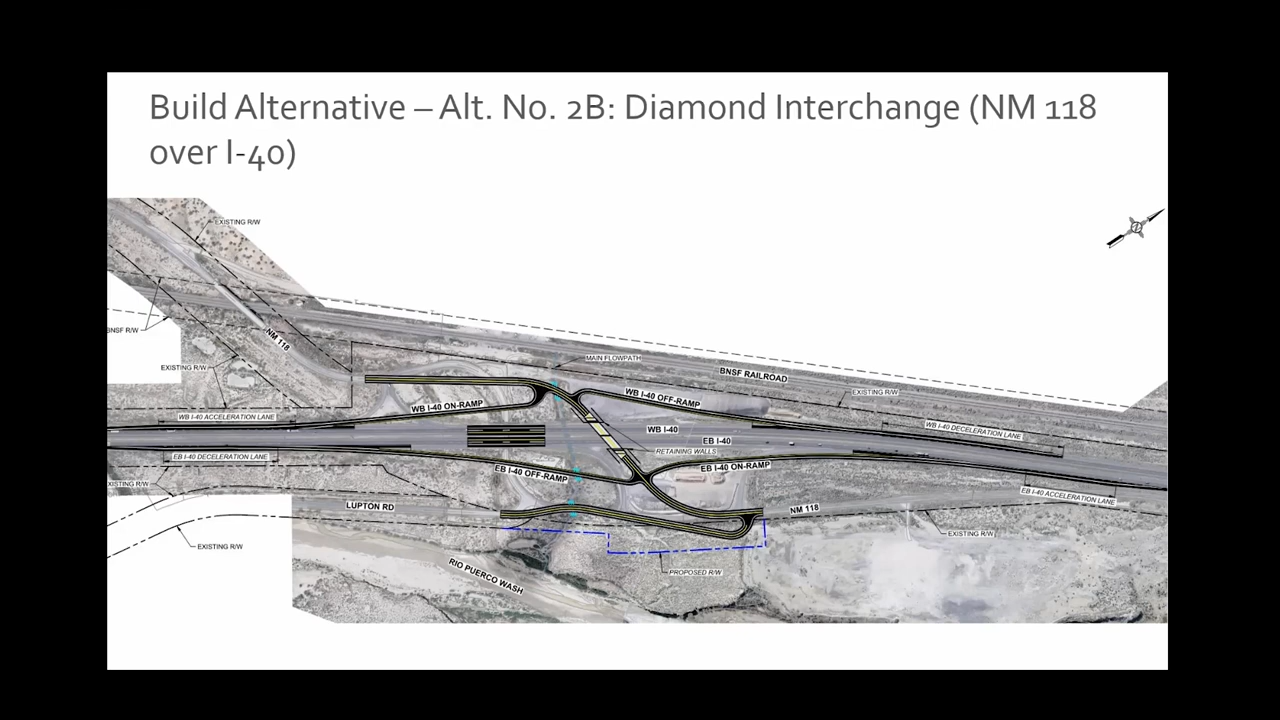 Build Alternative – Alt. No. 2B: Diamond Interchange (NM 118
over I-40)
EXISTING R/W
BNSF R/W
NM 118
EXISTING R/W
MAIN FLOWPATH
BNSF RAILROAD
EXISTING R/W
WB I-40 ACCELERATION LANE
WB I-40 ON-RAMP
WB I-40 OFF-RAMP
WB I-40
EB I-40
WB I-40 DECELERATION LANE
RETAINING WALLS
EB I-40 DECELERATION LANE
EB I-40 OFF-RAMP
EB I-40 ON-RAMP
EXISTING R/W
EB I-40 ACCELERATION LANE
LUPTON RD
NM 118
EXISTING R/W
EXISTING R/W
RIO PUERCO WASH
PROPOSED R/W